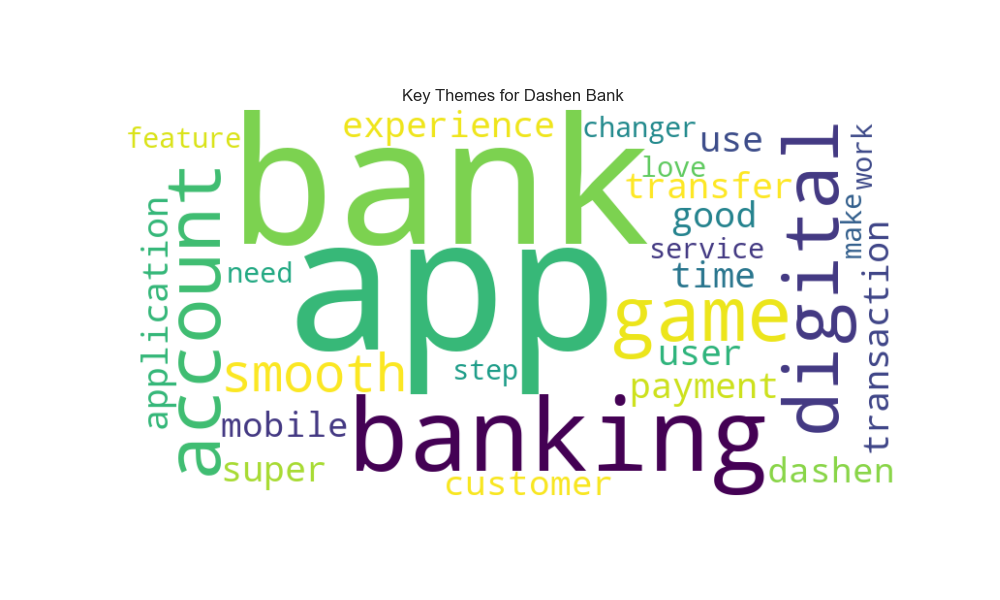 Key Themes for Dashen Bank
feature
experience
changer
use
work
bank
love
transfer
digital
account
application
good
make
service
need
app
time
transaction
game
user
smooth
step
payment
mobile
banking
super
customer
dashen